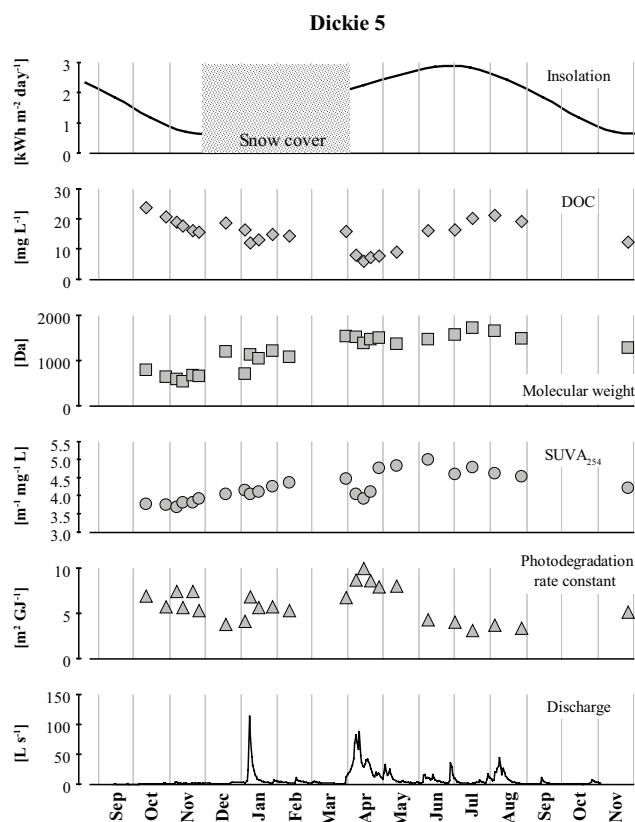 Dickie 5
[kWh m⁻² day⁻¹]
3
2
1
0
Insolation
Snow cover
[mg L⁻¹]
30
20
10
0
DOC
[Da]
2000
1000
0
Molecular weight
[m⁻¹ mg⁻¹ L]
5.5
5.0
4.5
4.0
3.5
3.0
SUVA₂₅₄
[m² GJ⁻¹]
10
5
0
Photodegradation
rate constant
[L s⁻¹]
150
100
50
0
Discharge
Sep Oct Nov Dec Jan Feb Mar Apr May Jun Jul Aug Sep Oct Nov